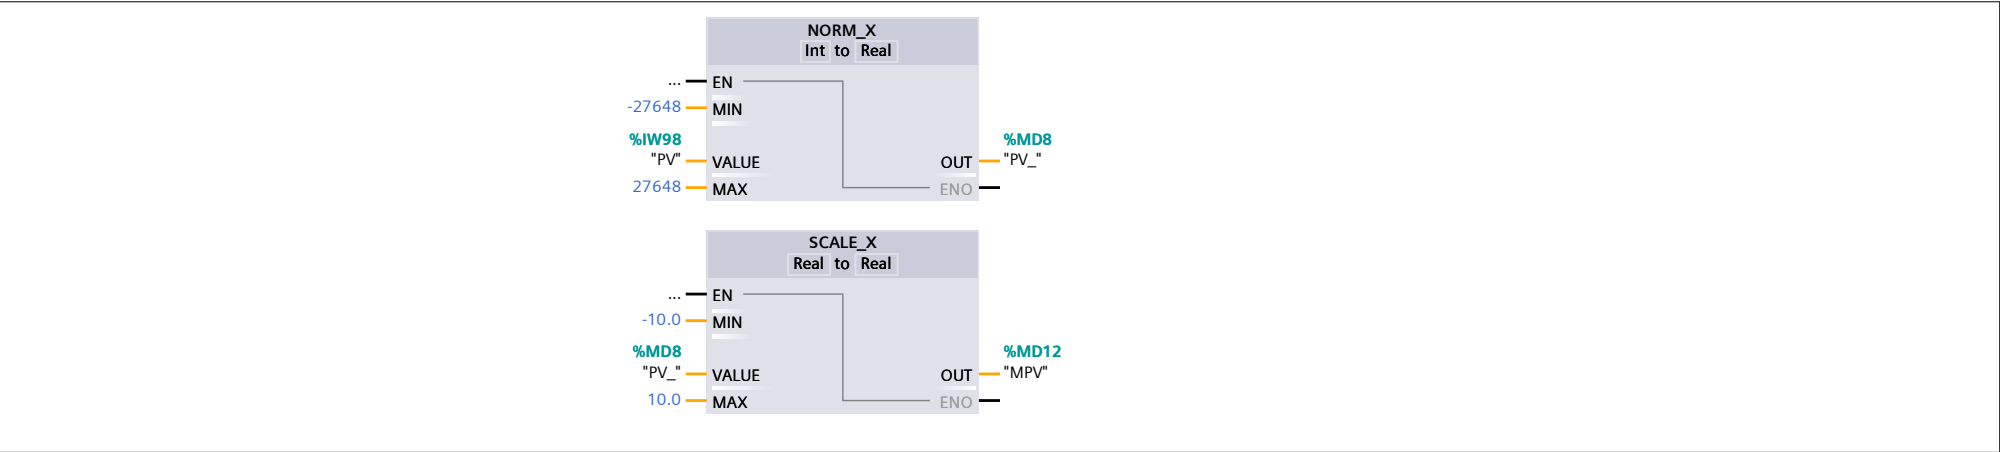 NORM_X
Int to Real
... EN
-27648 MIN
%IW98 %MD8
"PV" VALUE OUT "PV_"
27648 MAX ENO
SCALE_X
Real to Real
... EN
-10.0 MIN
%MD8 %MD12
"PV_" VALUE OUT "MPV"
10.0 MAX ENO